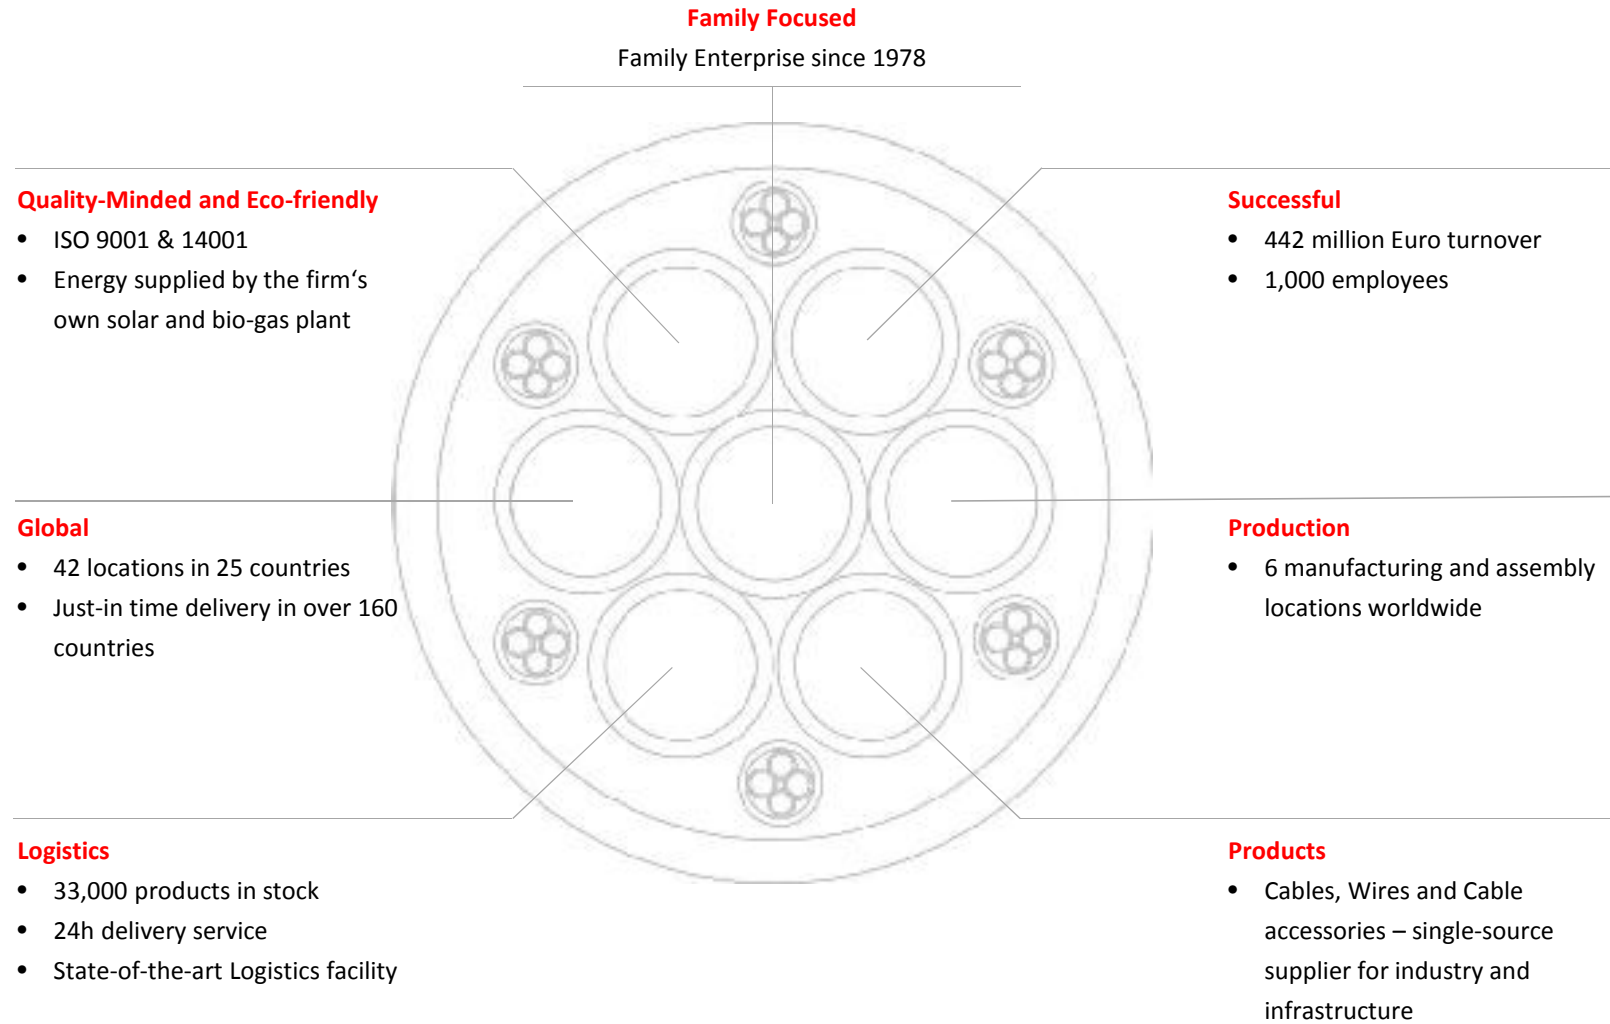 Family Focused
Family Enterprise since 1978
Quality-Minded and Eco-friendly
• ISO 9001 & 14001
• Energy supplied by the firm‘s
own solar and bio-gas plant
Successful
• 442 million Euro turnover
• 1,000 employees
Global
• 42 locations in 25 countries
• Just-in time delivery in over 160
countries
Production
• 6 manufacturing and assembly
locations worldwide
Logistics
• 33,000 products in stock
• 24h delivery service
• State-of-the-art Logistics facility
Products
• Cables, Wires and Cable
accessories – single-source
supplier for industry and
infrastructure